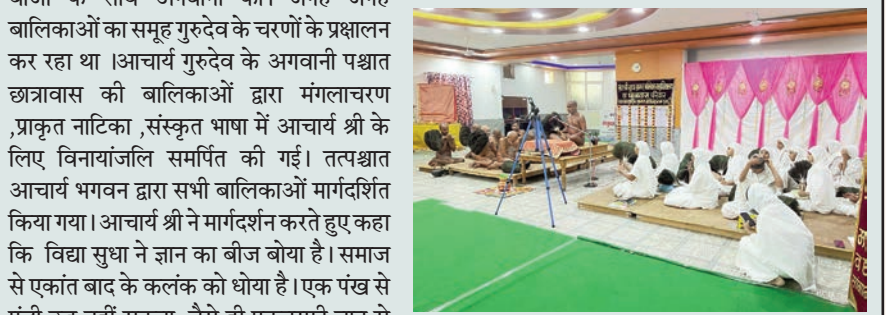 बालिकाओं का समूह गुरुदेव के चरणों के प्रक्षालन
कर रहा था ।आचार्य गुरुदेव के अगवानी पश्चात
छात्रावास की बालिकाओं द्वारा मंगलाचरण
,प्राकृत नाटिका ,संस्कृत भाषा में आचार्य श्री के
लिए विनायांजलि समर्पित की गई। तत्पश्चात
आचार्य भगवन द्वारा सभी बालिकाओं मार्गदर्शित
किया गया। आचार्य श्री ने मार्गदर्शन करते हुए कहा
कि विद्या सुधा ने ज्ञान का बीज बोया है। समाज
से एकांत बाद के कलंक को धोया है। एक पंख से